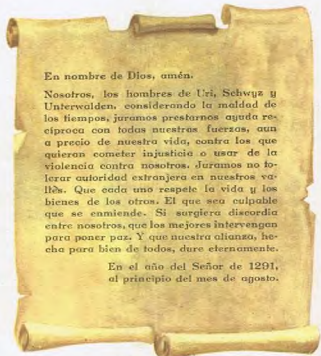 En nombre de Dios, amén.
Nosotros, los hombres de Uri, Schwyz y
Unterwalden, considerando la maldad de
los tiempos, juramos prestarnos ayuda re-
cíproca con todas nuestras fuerzas, aun
a precio de nuestra vida, contra los que
quieran cometer injusticia o usar de la
violencia contra nosotros. Juramos no to-
lerar autoridad extranjera en nuestros va-
lles. Que cada uno respete la vida y los
bienes de los otros. El que sea culpable
que se enmiende. Si surgiera discordia
entre nosotros, que los mejores intervengan
para poner paz. Y que nuestra alianza, he-
cha para bien de todos, dure eternamente.
En el año del Señor de 1291,
al principio del mes de agosto.